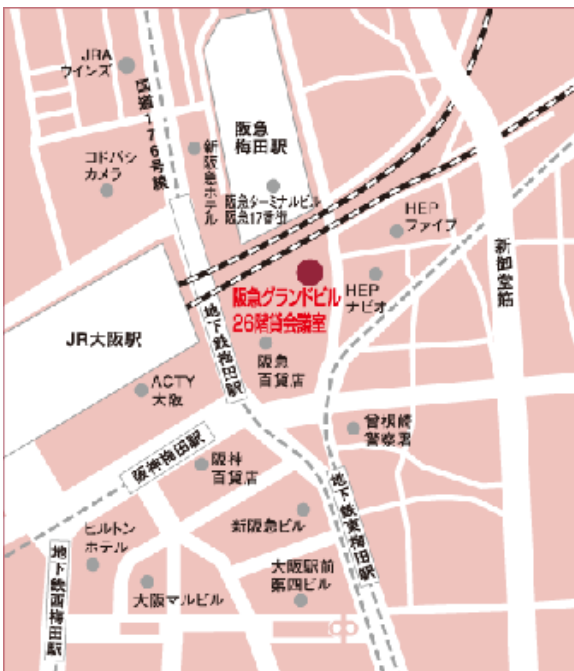 JRA
ウインズ
国道176号線
阪急
梅田駅
ヨドバシ
カメラ
新阪急ホテル
阪急ターミナルビル
阪急17番街
HEP
ファイブ
新御堂筋
阪急グランドビル
26階貸会議室
HEP
ナビオ
JR大阪駅
地下鉄梅田駅
阪急
百貨店
ACTY
大阪
曾根崎
警察署
阪神梅田駅
阪神
百貨店
地下鉄東梅田駅
新阪急ビル
ヒルトン
ホテル
地下鉄西梅田駅
大阪駅前
第四ビル
大阪マルビル